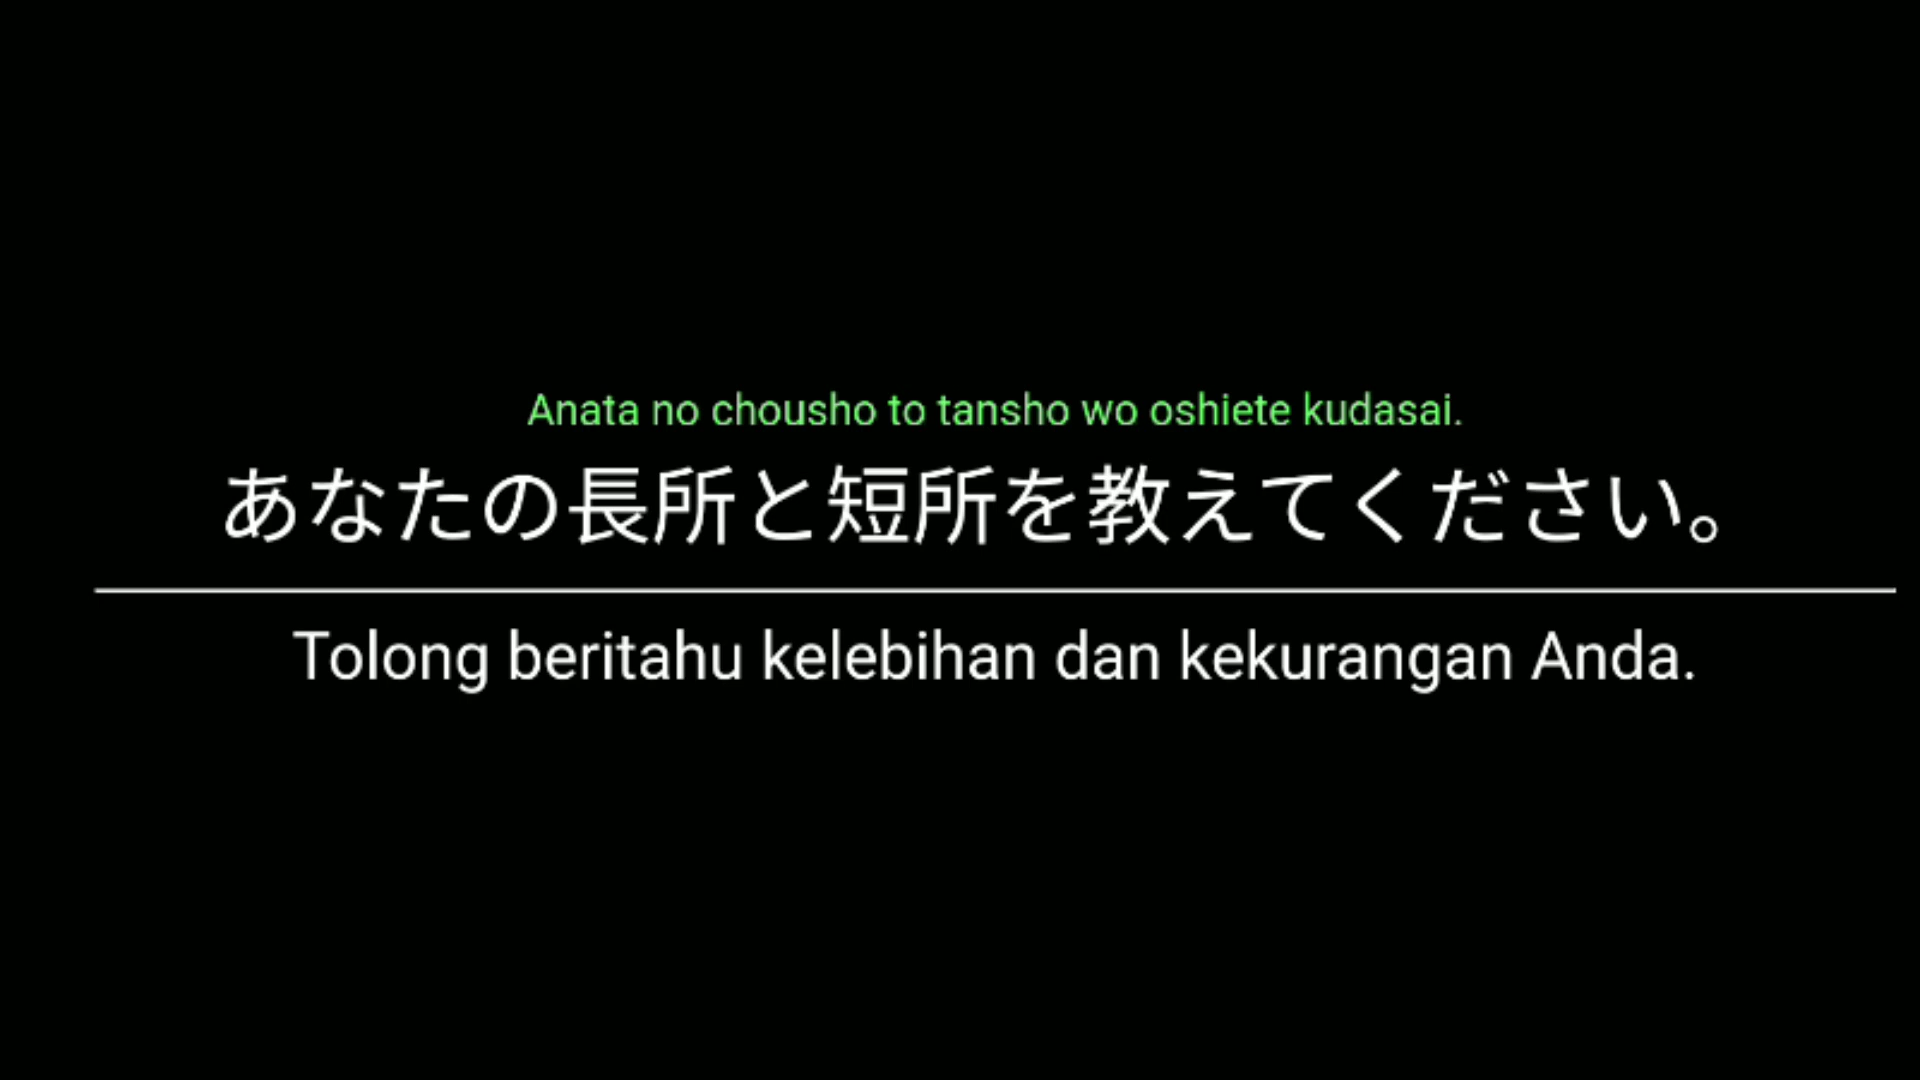 Anata no chousho to tansho wo oshiete kudasai.
あなたの長所と短所を教えてください。
Tolong beritahu kelebihan dan kekurangan Anda.